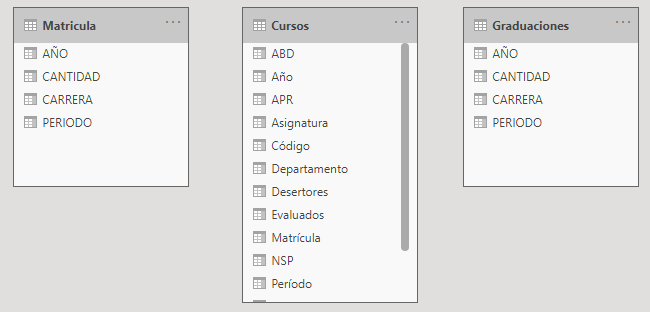 Matricula
AÑO
CANTIDAD
CARRERA
PERIODO
Cursos
ABD
Año
APR
Asignatura
Código
Departamento
Desertores
Evaluados
Matrícula
NSP
Período
Graduaciones
AÑO
CANTIDAD
CARRERA
PERIODO